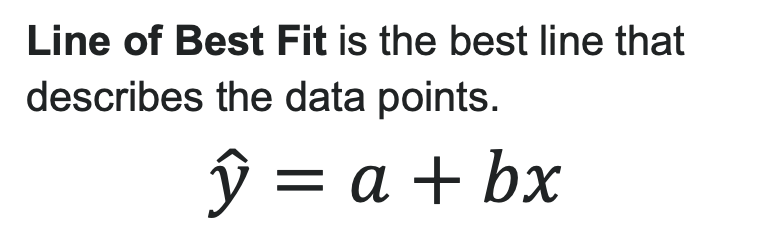 Line of Best Fit is the best line that
describes the data points.
ŷ = a + bx